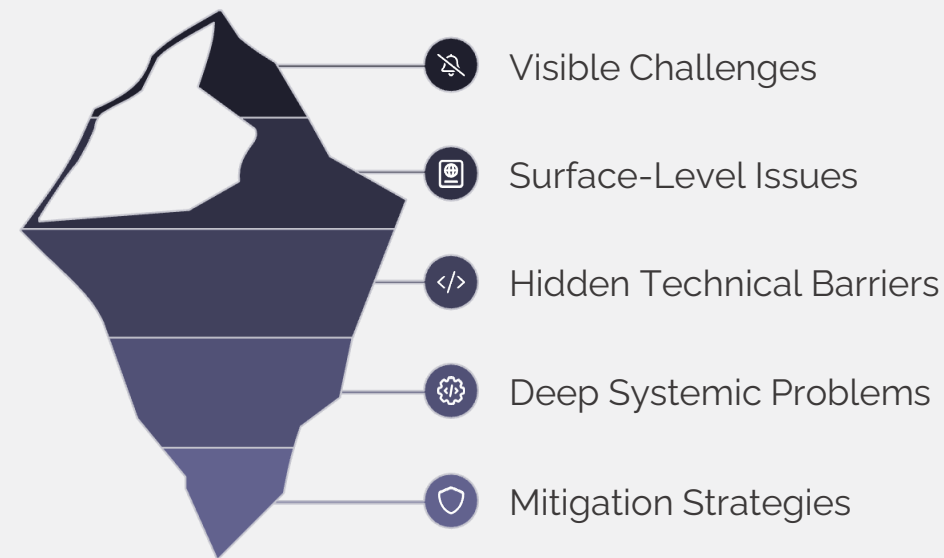 Visible Challenges
Surface-Level Issues
Hidden Technical Barriers
Deep Systemic Problems
Mitigation Strategies